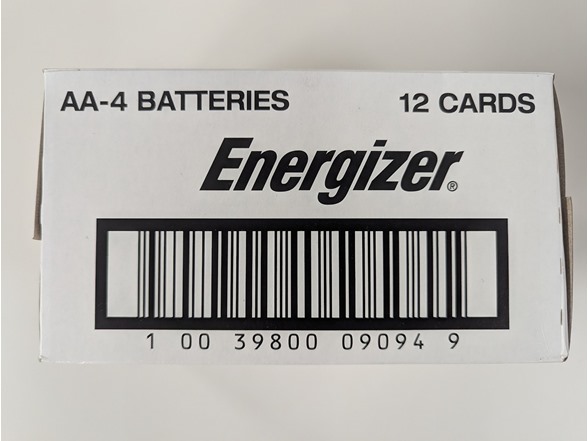 AA-4 BATTERIES 12 CARDS
Energizer®
1 00 39800 09094 9